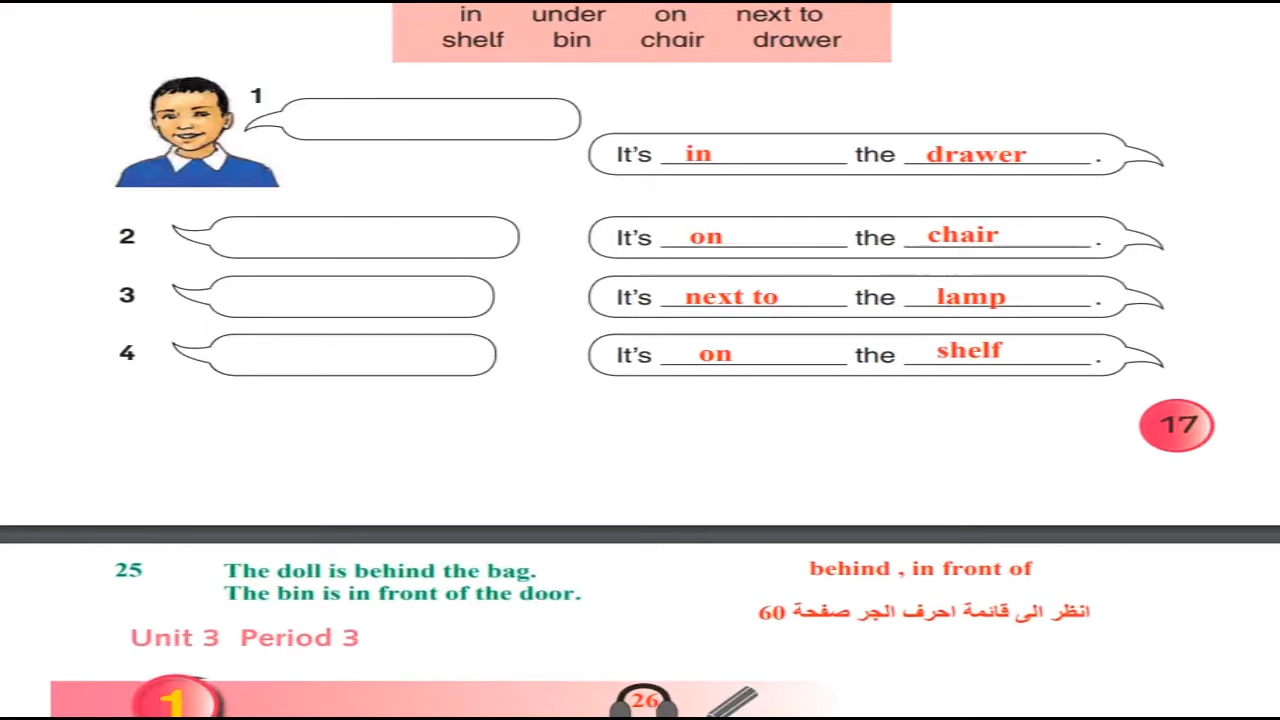 in under on next to
shelf bin chair drawer
1
It's in the drawer .
2 It's on the chair .
3 It's next to the lamp .
4 It's on the shelf .
17
25 The doll is behind the bag. behind , in front of
The bin is in front of the door.
انظر الى قائمة احرف الجر صفحة 60
Unit 3 Period 3
1 26